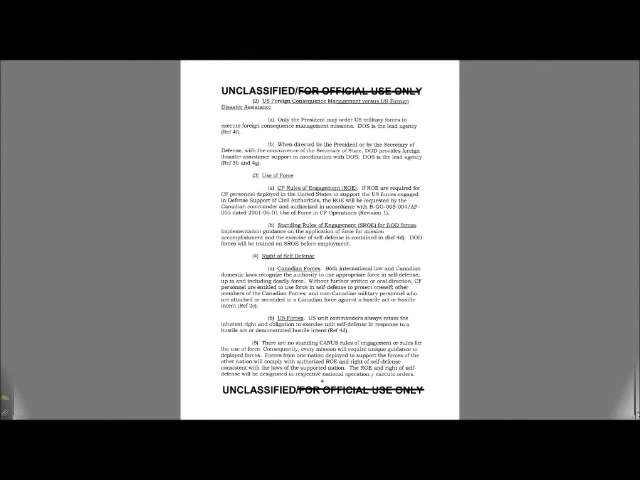 UNCLASSIFIED/FOR OFFICIAL USE ONLY
(2) US Foreign Consequence Management versus US Foreign
Disaster Assistance
(a) Only the President may order US military forces to
execute foreign consequence management missions. DOS is the lead agency
(Ref 4f).
(b) When directed by the President or by the Secretary of
Defense, with the concurrence of the Secretary of State, DOD provides foreign
disaster assistance support in coordination with DOS. DOS is the lead agency
(Ref 3b and 4g).
(3) Use of Force
(a) CF Rules of Engagement (ROE). If ROE are required for
CF personnel deployed in the United States to support the US forces engaged
in Defense Support of Civil Authorities, the ROE will be requested by the
Canadian commander and authorized in accordance with B-GG-005-004/AF-
005 dated 2001-06-01 Use of Force in CF Operations (Revision 1).
(b) Standing Rules of Engagement (SROE) for DOD forces.
Implementation guidance on the application of force for mission
accomplishment and the exercise of self-defense is contained in (Ref 4d). DOD
forces will be trained on SROE before employment.
(4) Right of Self Defense
(a) Canadian Forces. Both international law and Canadian
domestic laws recognize the authority to use appropriate force in self-defense,
up to and including deadly force. Without further written or oral direction, CF
personnel are entitled to use force in self-defense to protect oneself; other
members of the Canadian Forces; and non-Canadian military personnel who
are attached or seconded to a Canadian force against a hostile act or hostile
intent (Ref 2e).
(b) US Forces. US unit commanders always retain the
inherent right and obligation to exercise unit self-defense in response to a
hostile act or demonstrated hostile intent (Ref 4d).
(5) There are no standing CANUS rules of engagement or rules for
the use of force. Consequently, every mission will require unique guidance to
deployed forces. Forces from one nation deployed to support the forces of the
other nation will comply with authorized ROE and right of self-defense
consistent with the laws of the supported nation. The ROE and right of self-
defense will be designated in respective national operation / execute orders.
4
UNCLASSIFIED/FOR OFFICIAL USE ONLY